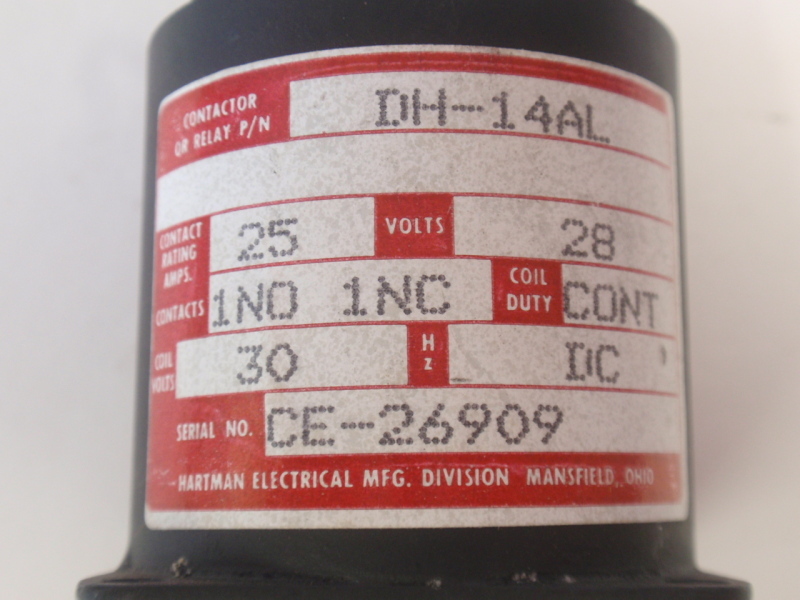 CONTACTOR
OR RELAY P/N DH-14AL
CONTACT
RATING
AMPS. 25 VOLTS 28
CONTACTS 1NO 1NC COIL
DUTY CONT
COIL
VOLTS 30 Hz DC
SERIAL NO. CE-26909
HARTMAN ELECTRICAL MFG. DIVISION MANSFIELD, OHIO